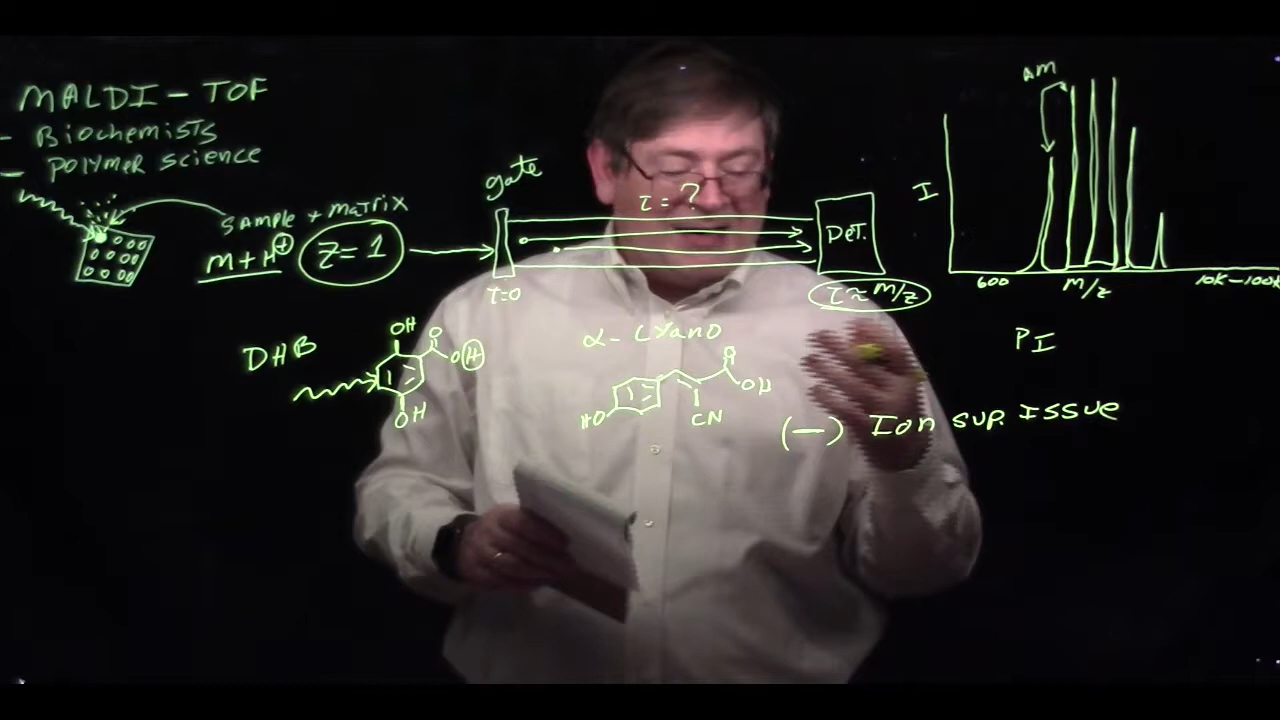 MALDI - TOF
- Biochemists
- Polymer science
sample + matrix
m + H⊕
Z = 1
gate
τ = ?
τ=0
DET.
τ ≈ m/z
ΔM
I
600
m/z
10K-100K
PI
DHB
OH
O
OH
OH
α- Cyano
O
OH
HO
CN
(-) Ion sup. Issue